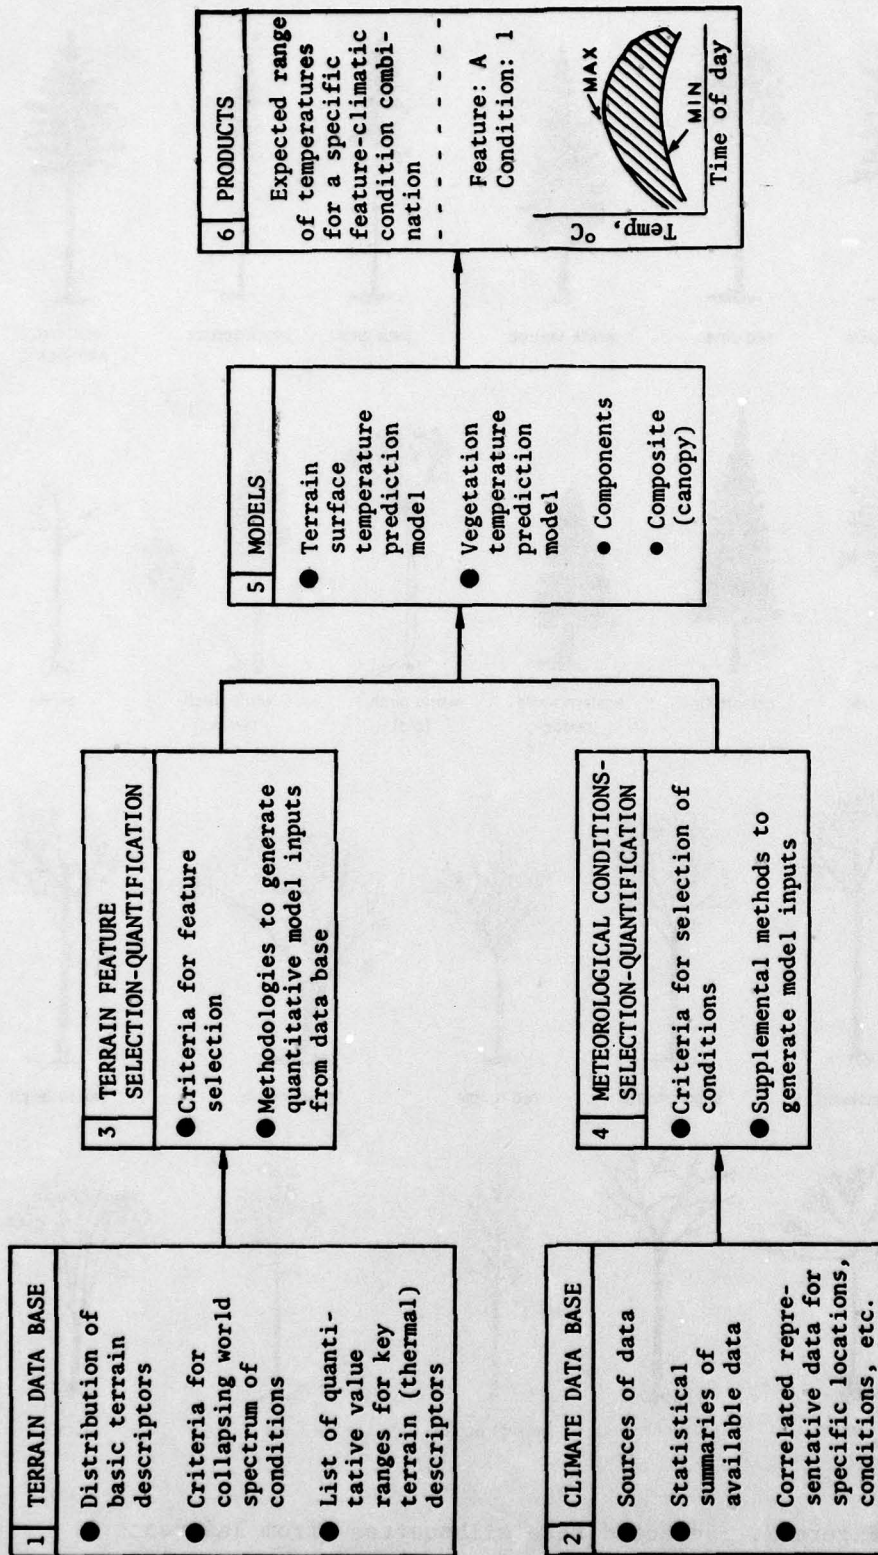 1 TERRAIN DATA BASE
● Distribution of
basic terrain
descriptors
● Criteria for
collapsing world
spectrum of
conditions
● List of quanti-
tative value
ranges for key
terrain (thermal)
descriptors
2 CLIMATE DATA BASE
● Sources of data
● Statistical
summaries of
available data
● Correlated repre-
sentative data for
specific locations,
conditions, etc.
3 TERRAIN FEATURE
SELECTION-QUANTIFICATION
● Criteria for feature
selection
● Methodologies to generate
quantitative model inputs
from data base
4 METEOROLOGICAL CONDITIONS-
SELECTION-QUANTIFICATION
● Criteria for selection of
conditions
● Supplemental methods to
generate model inputs
5 MODELS
● Terrain
surface
temperature
prediction
model
● Vegetation
temperature
prediction
model
● Components
● Composite
(canopy)
6 PRODUCTS
Expected range
of temperatures
for a specific
feature-climatic
condition combi-
nation
Feature: A
Condition: 1
Temp, °C
MAX
MIN
Time of day